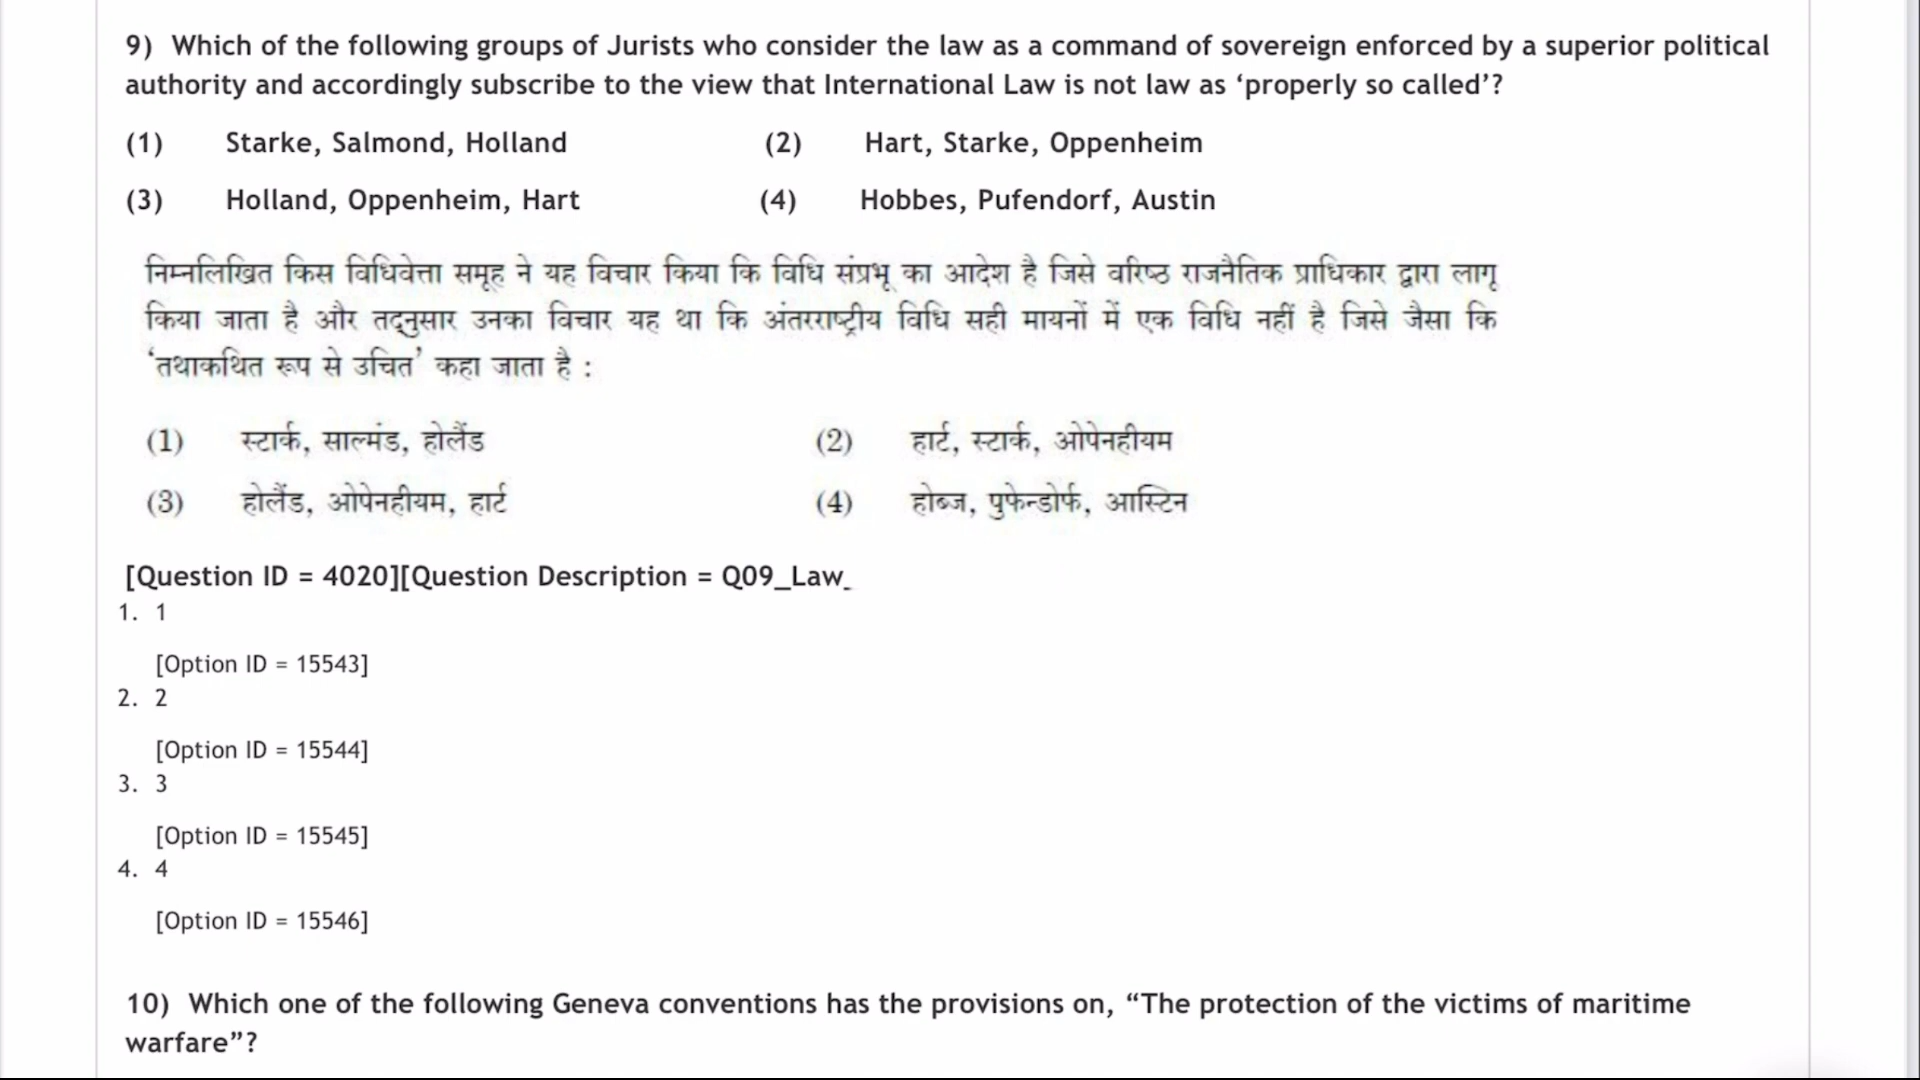 9) Which of the following groups of Jurists who consider the law as a command of sovereign enforced by a superior political
authority and accordingly subscribe to the view that International Law is not law as ‘properly so called’?
(1) Starke, Salmond, Holland (2) Hart, Starke, Oppenheim
(3) Holland, Oppenheim, Hart (4) Hobbes, Pufendorf, Austin
निम्नलिखित किस विधिवेत्ता समूह ने यह विचार किया कि विधि संप्रभू का आदेश है जिसे वरिष्ठ राजनैतिक प्राधिकार द्वारा लागू
किया जाता है और तद्नुसार उनका विचार यह था कि अंतरराष्ट्रीय विधि सही मायनों में एक विधि नहीं है जिसे जैसा कि
‘तथाकथित रूप से उचित’ कहा जाता है :
(1) स्टार्क, साल्मंड, होलैंड (2) हार्ट, स्टार्क, ओपेनहीयम
(3) होलैंड, ओपेनहीयम, हार्ट (4) होब्ज, पुफेन्डोर्फ, आस्टिन
[Question ID = 4020][Question Description = Q09_Law_
1. 1
[Option ID = 15543]
2. 2
[Option ID = 15544]
3. 3
[Option ID = 15545]
4. 4
[Option ID = 15546]
10) Which one of the following Geneva conventions has the provisions on, “The protection of the victims of maritime
warfare”?